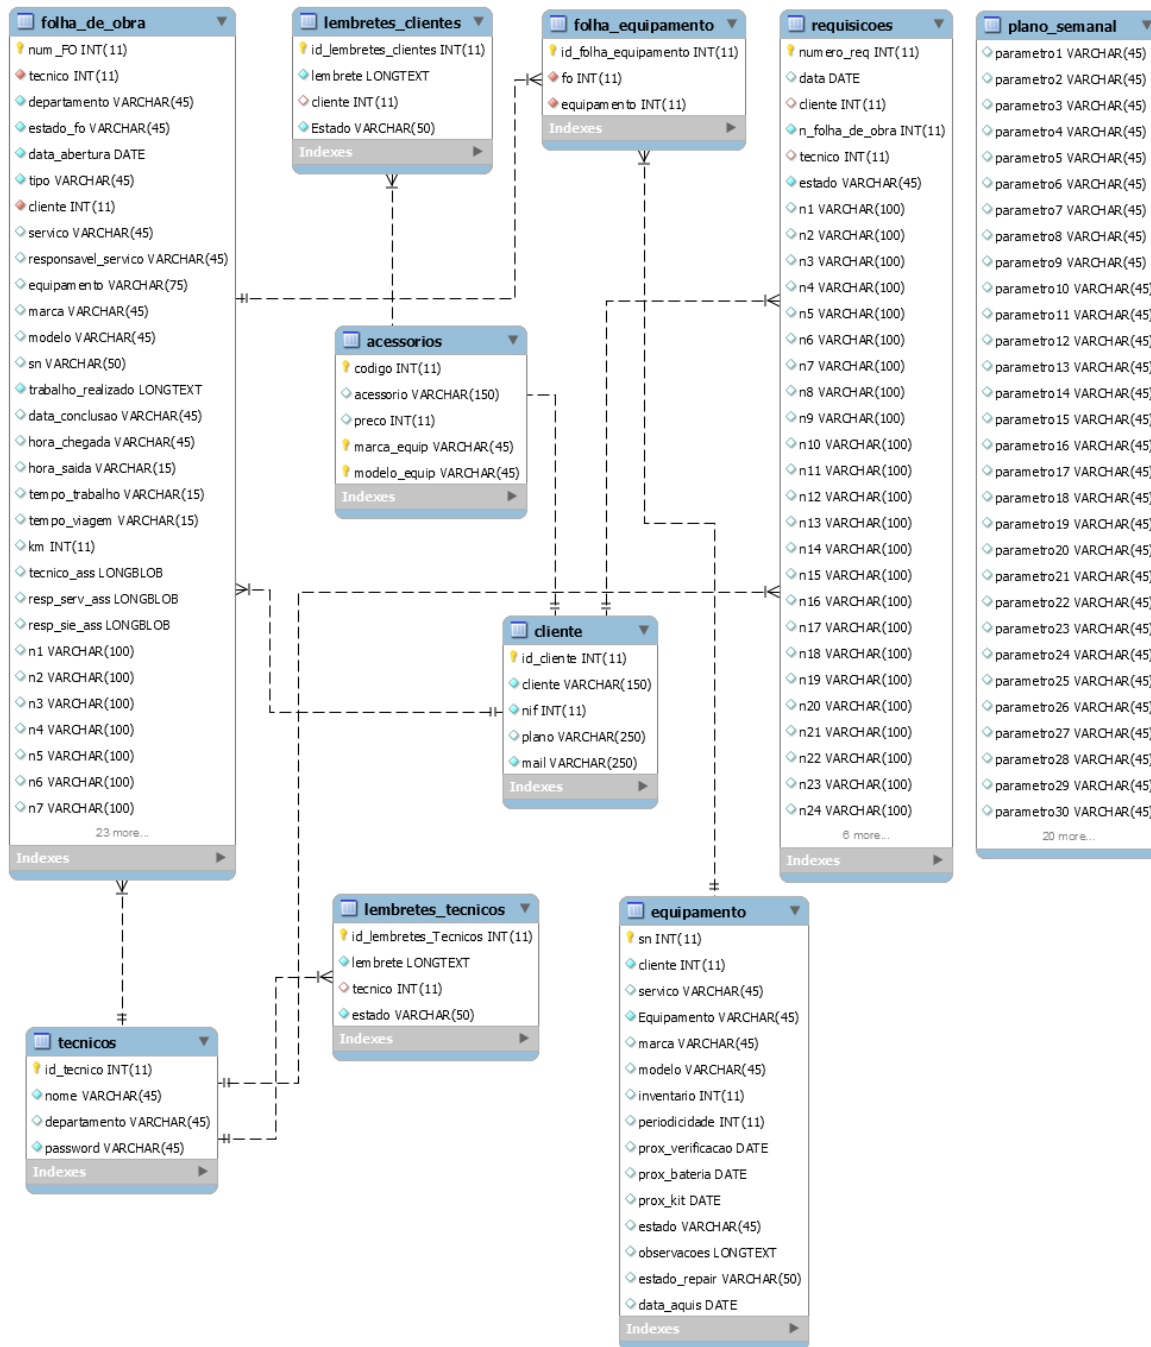 folha_de_obra
num_FO INT(11)
tecnico INT(11)
departamento VARCHAR(45)
estado_fo VARCHAR(45)
data_abertura DATE
tipo VARCHAR(45)
cliente INT(11)
servico VARCHAR(45)
responsavel_servico VARCHAR(45)
equipamento VARCHAR(75)
marca VARCHAR(45)
modelo VARCHAR(45)
sn VARCHAR(50)
trabalho_realizado LONGTEXT
data_conclusao VARCHAR(45)
hora_chegada VARCHAR(45)
hora_saida VARCHAR(15)
tempo_trabalho VARCHAR(15)
tempo_viagem VARCHAR(15)
km INT(11)
tecnico_ass LONGBLOB
resp_serv_ass LONGBLOB
resp_sie_ass LONGBLOB
n1 VARCHAR(100)
n2 VARCHAR(100)
n3 VARCHAR(100)
n4 VARCHAR(100)
n5 VARCHAR(100)
n6 VARCHAR(100)
n7 VARCHAR(100)
23 more...
Indexes
lembretes_clientes
id_lembretes_clientes INT(11)
lembrete LONGTEXT
cliente INT(11)
Estado VARCHAR(50)
Indexes
folha_equipamento
id_folha_equipamento INT(11)
fo INT(11)
equipamento INT(11)
Indexes
requisicoes
numero_req INT(11)
data DATE
cliente INT(11)
n_folha_de_obra INT(11)
tecnico INT(11)
estado VARCHAR(45)
n1 VARCHAR(100)
n2 VARCHAR(100)
n3 VARCHAR(100)
n4 VARCHAR(100)
n5 VARCHAR(100)
n6 VARCHAR(100)
n7 VARCHAR(100)
n8 VARCHAR(100)
n9 VARCHAR(100)
n10 VARCHAR(100)
n11 VARCHAR(100)
n12 VARCHAR(100)
n13 VARCHAR(100)
n14 VARCHAR(100)
n15 VARCHAR(100)
n16 VARCHAR(100)
n17 VARCHAR(100)
n18 VARCHAR(100)
n19 VARCHAR(100)
n20 VARCHAR(100)
n21 VARCHAR(100)
n22 VARCHAR(100)
n23 VARCHAR(100)
n24 VARCHAR(100)
6 more...
Indexes
plano_semanal
parametro1 VARCHAR(45)
parametro2 VARCHAR(45)
parametro3 VARCHAR(45)
parametro4 VARCHAR(45)
parametro5 VARCHAR(45)
parametro6 VARCHAR(45)
parametro7 VARCHAR(45)
parametro8 VARCHAR(45)
parametro9 VARCHAR(45)
parametro10 VARCHAR(45)
parametro11 VARCHAR(45)
parametro12 VARCHAR(45)
parametro13 VARCHAR(45)
parametro14 VARCHAR(45)
parametro15 VARCHAR(45)
parametro16 VARCHAR(45)
parametro17 VARCHAR(45)
parametro18 VARCHAR(45)
parametro19 VARCHAR(45)
parametro20 VARCHAR(45)
parametro21 VARCHAR(45)
parametro22 VARCHAR(45)
parametro23 VARCHAR(45)
parametro24 VARCHAR(45)
parametro25 VARCHAR(45)
parametro26 VARCHAR(45)
parametro27 VARCHAR(45)
parametro28 VARCHAR(45)
parametro29 VARCHAR(45)
parametro30 VARCHAR(45)
20 more...
acessorios
codigo INT(11)
acessorio VARCHAR(150)
preco INT(11)
marca_equip VARCHAR(45)
modelo_equip VARCHAR(45)
Indexes
cliente
id_cliente INT(11)
cliente VARCHAR(150)
nif INT(11)
plano VARCHAR(250)
mail VARCHAR(250)
Indexes
lembretes_tecnicos
id_lembretes_Tecnicos INT(11)
lembrete LONGTEXT
tecnico INT(11)
estado VARCHAR(50)
Indexes
equipamento
sn INT(11)
cliente INT(11)
servico VARCHAR(45)
Equipamento VARCHAR(45)
marca VARCHAR(45)
modelo VARCHAR(45)
inventario INT(11)
periodicidade INT(11)
prox_verificacao DATE
prox_bateria DATE
prox_kit DATE
estado VARCHAR(45)
observacoes LONGTEXT
estado_repair VARCHAR(50)
data_aquis DATE
Indexes
tecnicos
id_tecnico INT(11)
nome VARCHAR(45)
departamento VARCHAR(45)
password VARCHAR(45)
Indexes